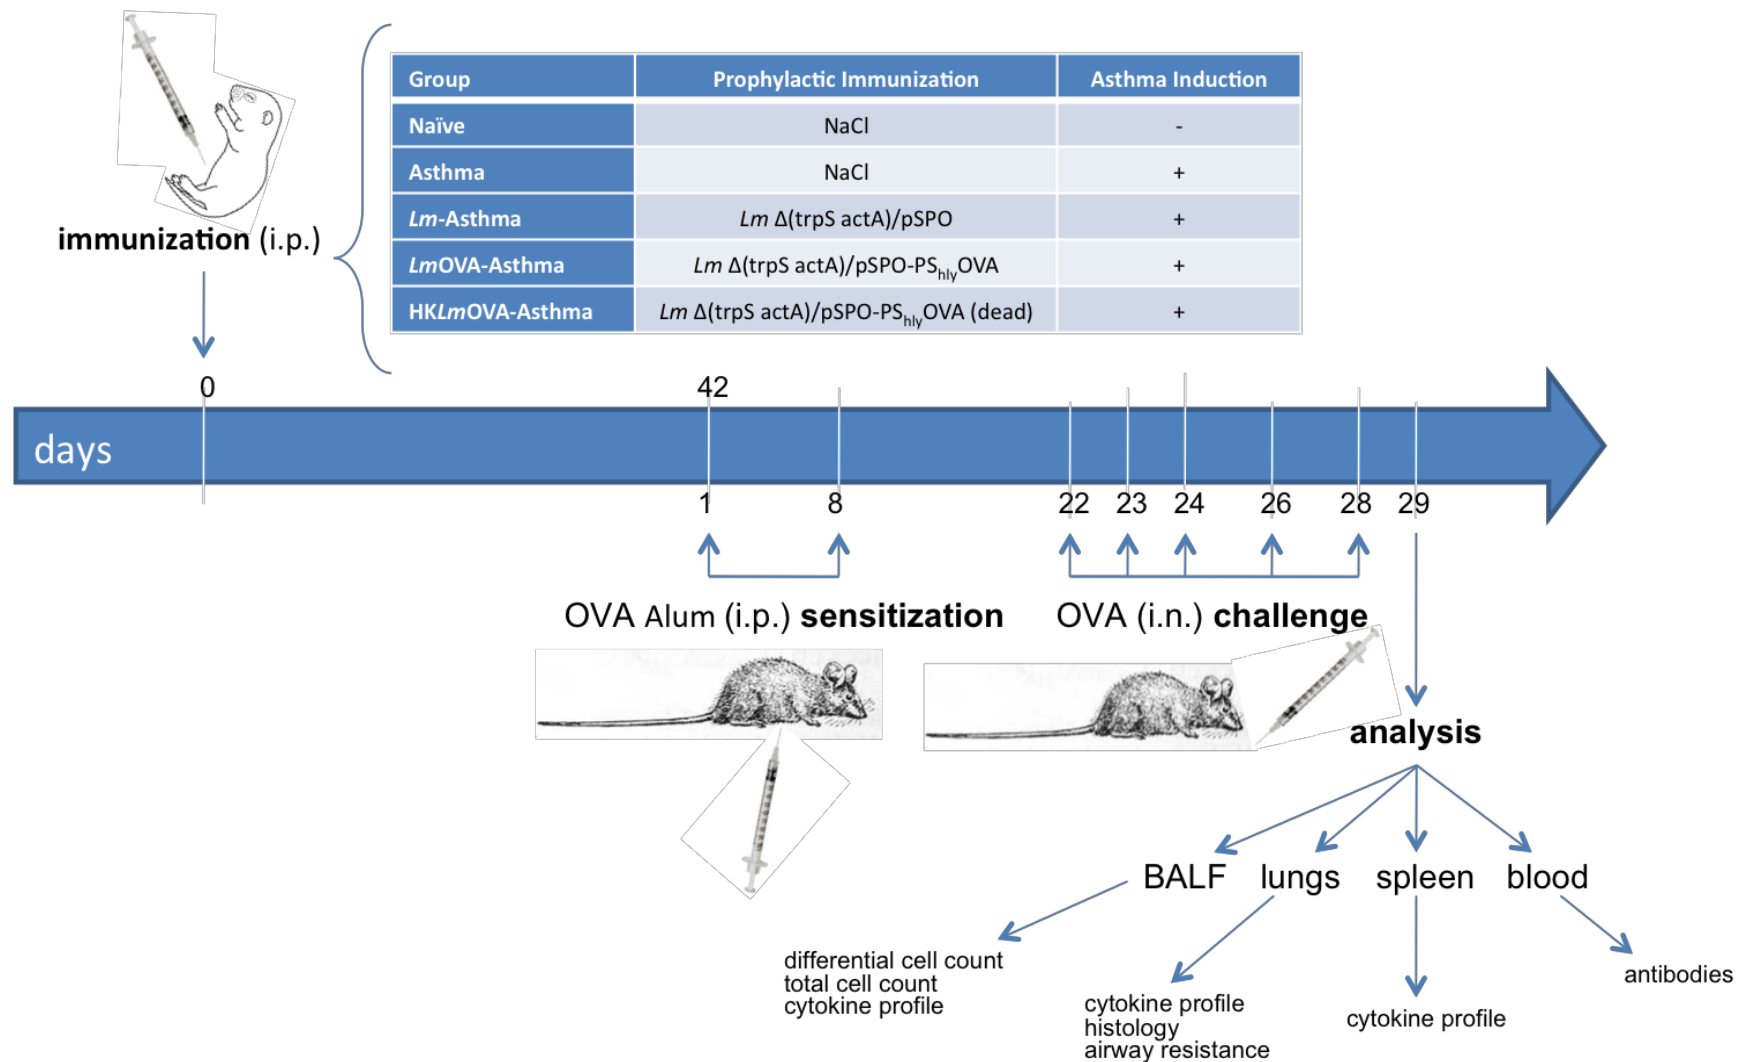 Group Prophylactic Immunization Asthma Induction
Naïve NaCl -
Asthma NaCl +
Lm-Asthma Lm Δ(trpS actA)/pSPO +
LmOVA-Asthma Lm Δ(trpS actA)/pSPO-PShlyOVA +
HKLmOVA-Asthma Lm Δ(trpS actA)/pSPO-PShlyOVA (dead) +
immunization (i.p.)
0 42
days
1 8 22 23 24 26 28 29
OVA Alum (i.p.) sensitization
OVA (i.n.) challenge
analysis
BALF lungs spleen blood
differential cell count
total cell count
cytokine profile
cytokine profile
histology
airway resistance
cytokine profile
antibodies